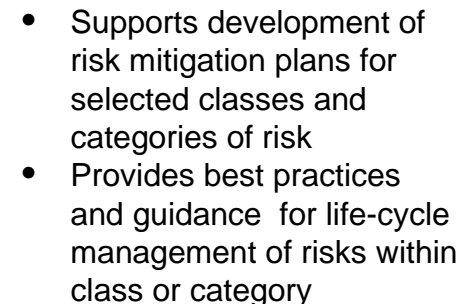 • Supports development of
risk mitigation plans for
selected classes and
categories of risk
• Provides best practices
and guidance  for life-cycle
management of risks within
class or category